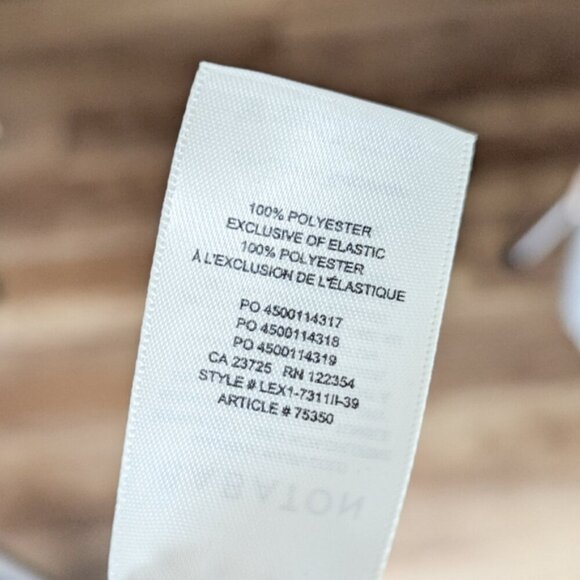 100% POLYESTER
EXCLUSIVE OF ELASTIC
100% POLYESTER
À L'EXCLUSION DE L'ÉLASTIQUE
PO 4500114317
PO 4500114318
PO 4500114319
CA 23725 RN 122354
STYLE # LEX1-7311II-39
ARTICLE # 75350
BATON